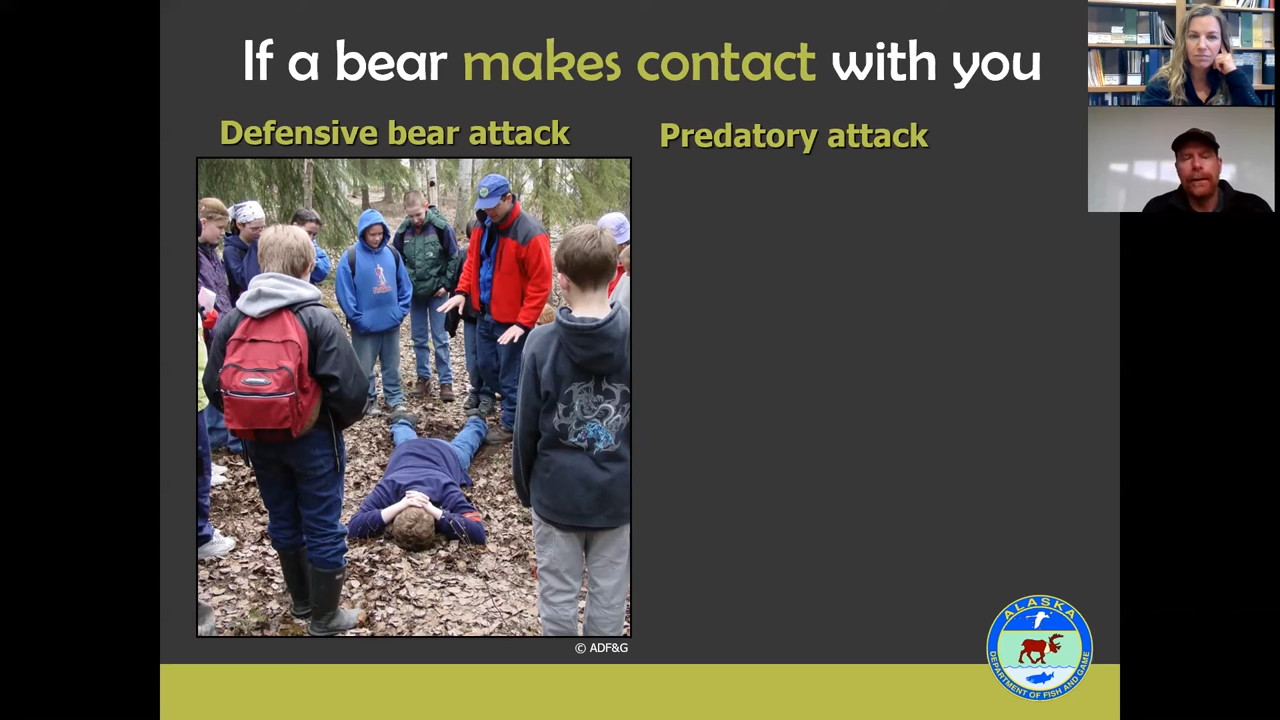 If a bear makes contact with you
Defensive bear attack
Predatory attack
© ADF&G
ALASKA
DEPARTMENT OF FISH AND GAME